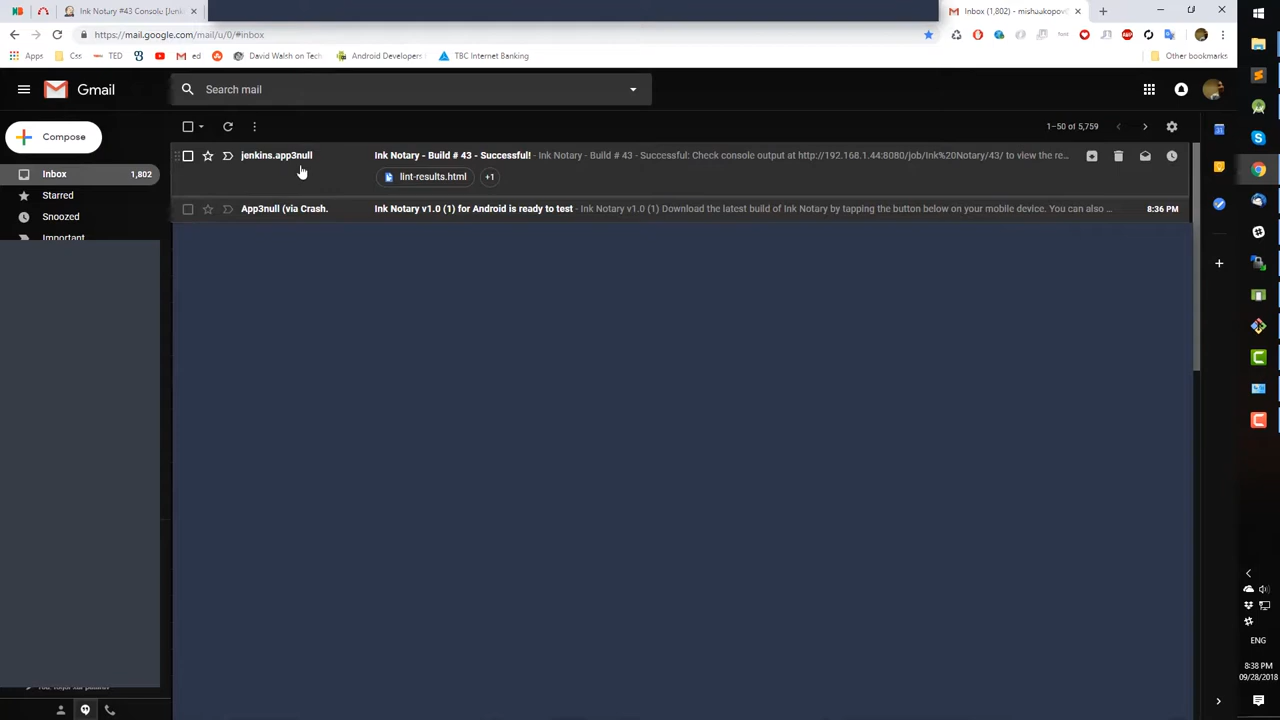 Ink Notary #43 Console [Jenki
Inbox (1,802) - mishuakopov
https://mail.google.com/mail/u/0/#inbox
Apps
Css
TED
ed
David Walsh on Tech
Android Developers
TBC Internet Banking
Other bookmarks
Gmail
Search mail
Compose
1–50 of 5,759
Inbox
1,802
jenkins.app3null
Ink Notary - Build # 43 - Successful! - Ink Notary - Build # 43 - Successful: Check console output at http://192.168.1.44:8080/job/Ink%20Notary/43/ to view the re…
lint-results.html
+1
Starred
Snoozed
App3null (via Crash.
Ink Notary v1.0 (1) for Android is ready to test - Ink Notary v1.0 (1) Download the latest build of Ink Notary by tapping the button below on your mobile device. You can also …
8:36 PM
Important
ENG
8:38 PM
09/28/2018